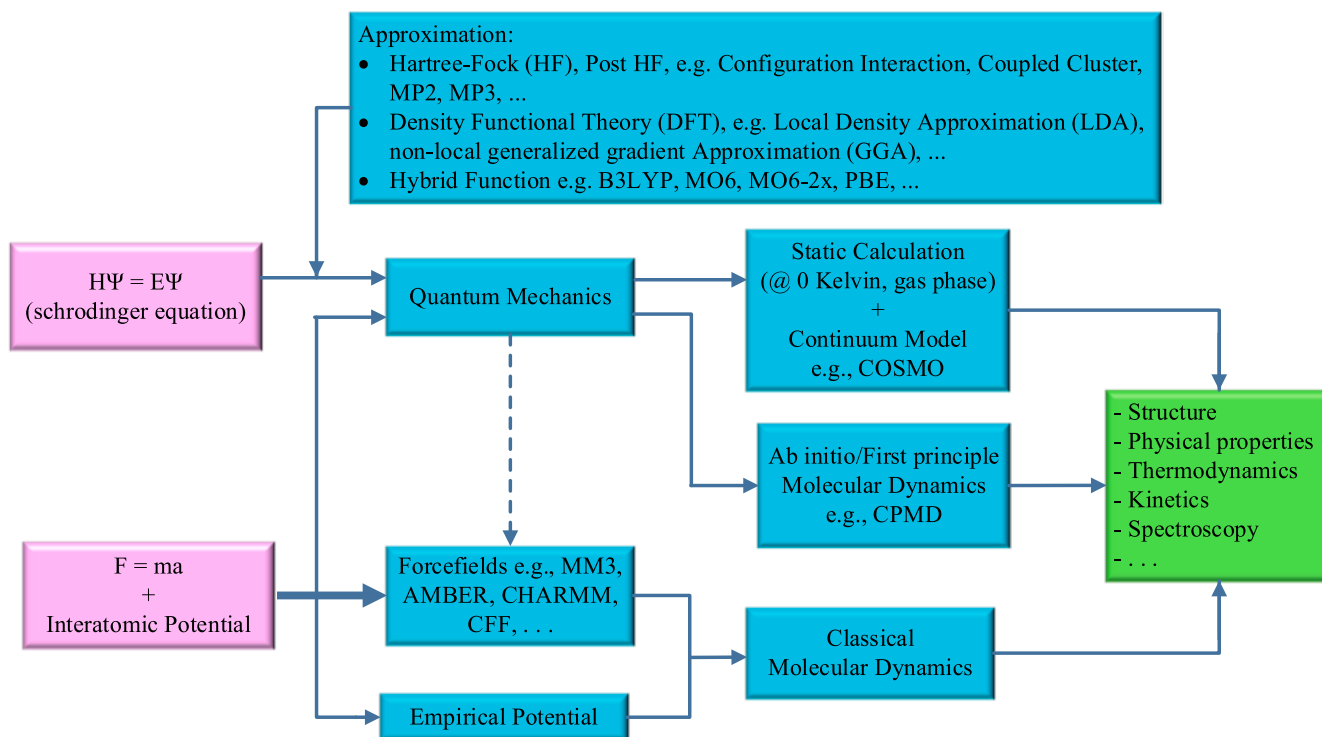 Approximation:
• Hartree-Fock (HF), Post HF, e.g. Configuration Interaction, Coupled Cluster,
MP2, MP3, ...
• Density Functional Theory (DFT), e.g. Local Density Approximation (LDA),
non-local generalized gradient Approximation (GGA), ...
• Hybrid Function e.g. B3LYP, MO6, MO6-2x, PBE, ...
HΨ = EΨ
(schrodinger equation)
Quantum Mechanics
Static Calculation
(@ 0 Kelvin, gas phase)
+
Continuum Model
e.g., COSMO
Ab initio/First principle
Molecular Dynamics
e.g., CPMD
- Structure
- Physical properties
- Thermodynamics
- Kinetics
- Spectroscopy
- . . .
F = ma
+
Interatomic Potential
Forcefields e.g., MM3,
AMBER, CHARMM,
CFF, . . .
Classical
Molecular Dynamics
Empirical Potential